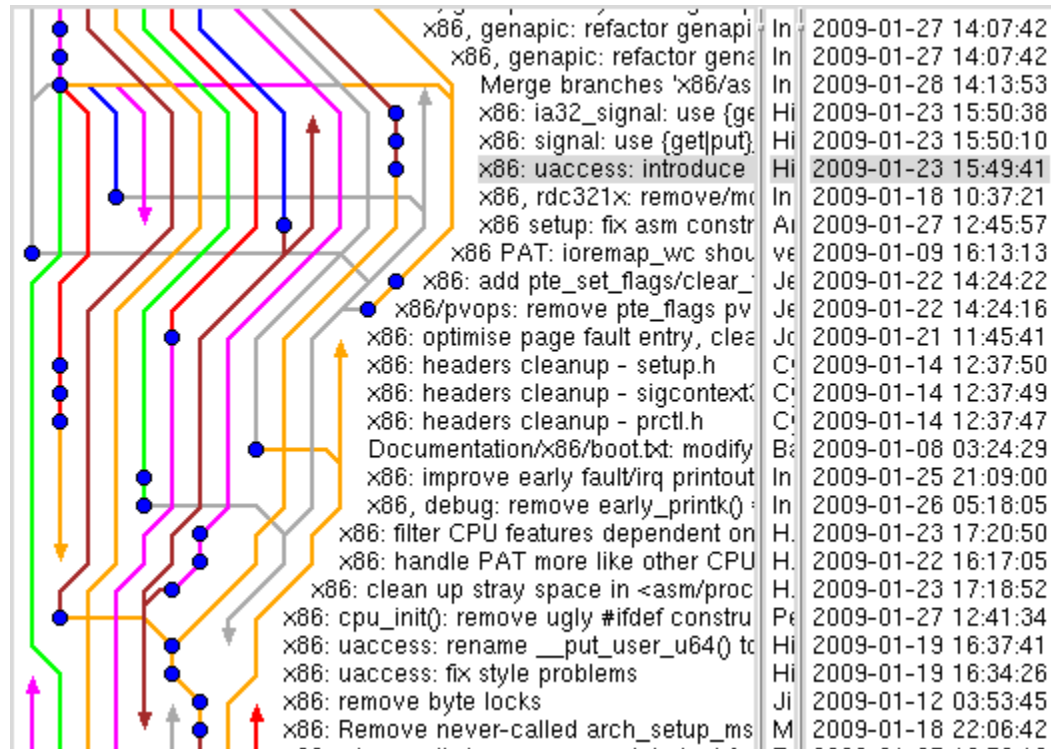 x86, genapic: refactor genapi In 2009-01-27 14:07:42
x86, genapic: refactor gena In 2009-01-27 14:07:42
Merge branches 'x86/as In 2009-01-28 14:13:53
x86: ia32_signal: use {ge Hi 2009-01-23 15:50:38
x86: signal: use {get|put} Hi 2009-01-23 15:50:10
x86: uaccess: introduce Hi 2009-01-23 15:49:41
x86, rdc321x: remove/mo In 2009-01-18 10:37:21
x86 setup: fix asm constr Ar 2009-01-27 12:45:57
x86 PAT: ioremap_wc shou ve 2009-01-09 16:13:13
x86: add pte_set_flags/clear_ Je 2009-01-22 14:24:22
x86/pvops: remove pte_flags pv Je 2009-01-22 14:24:16
x86: optimise page fault entry, clea Jo 2009-01-21 11:45:41
x86: headers cleanup - setup.h C 2009-01-14 12:37:50
x86: headers cleanup - sigcontext3 C 2009-01-14 12:37:49
x86: headers cleanup - prctl.h C 2009-01-14 12:37:47
Documentation/x86/boot.txt: modify Ba 2009-01-08 03:24:29
x86: improve early fault/irq printout In 2009-01-25 21:09:00
x86, debug: remove early_printk() In 2009-01-26 05:18:05
x86: filter CPU features dependent on H. 2009-01-23 17:20:50
x86: handle PAT more like other CPU H. 2009-01-22 16:17:05
x86: clean up stray space in <asm/proc H. 2009-01-23 17:18:52
x86: cpu_init(): remove ugly #ifdef constru Pe 2009-01-27 12:41:34
x86: uaccess: rename __put_user_u64() to Hi 2009-01-19 16:37:41
x86: uaccess: fix style problems Hi 2009-01-19 16:34:26
x86: remove byte locks Ji 2009-01-12 03:53:45
x86: Remove never-called arch_setup_ms M 2009-01-18 22:06:42